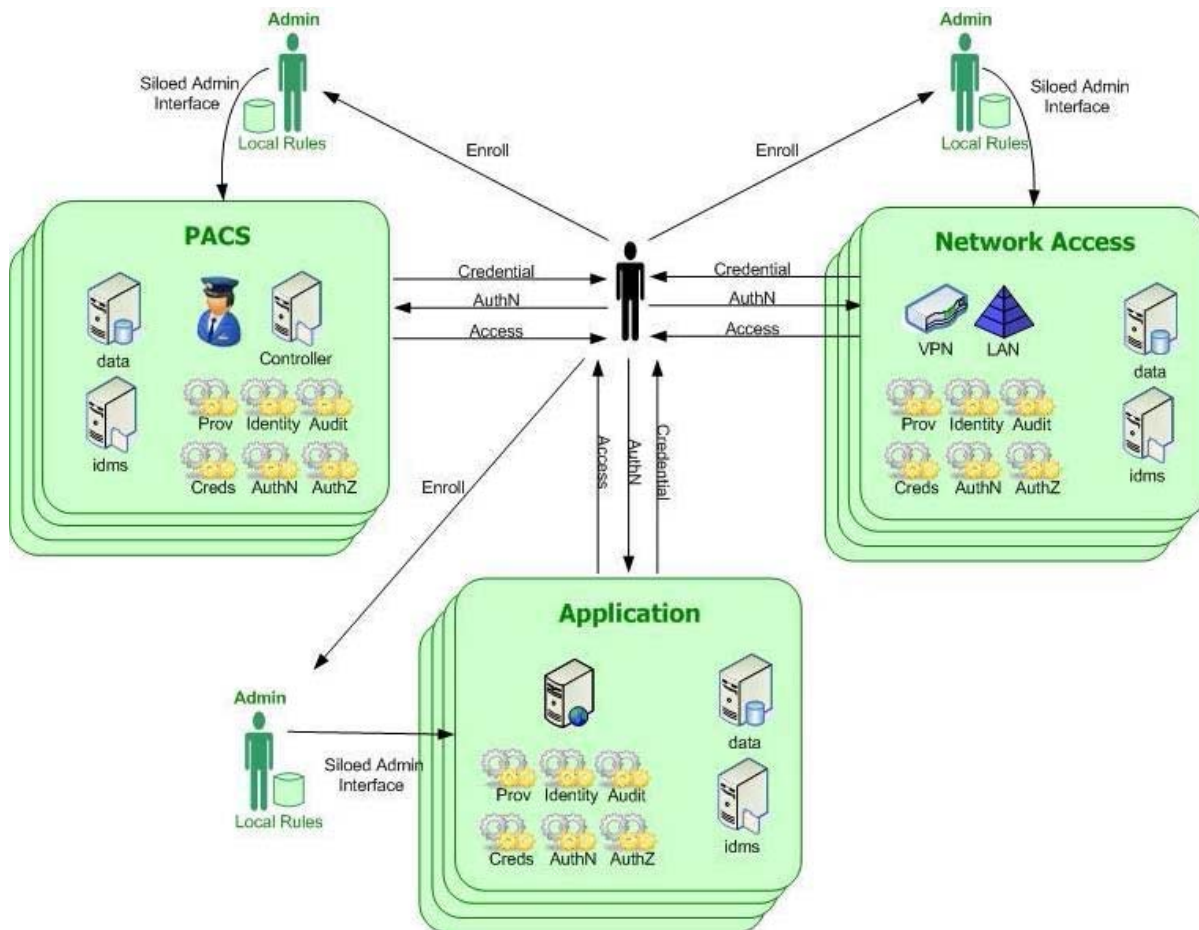 Admin
Siloed Admin
Interface
Local Rules
Enroll
Admin
Siloed Admin
Interface
Local Rules
Enroll
PACS
data
Controller
idms
Prov Identity Audit
Creds AuthN AuthZ
Credential
AuthN
Access
Credential
AuthN
Access
Network Access
VPN LAN
data
Prov Identity Audit
Creds AuthN AuthZ
idms
Enroll
Access
AuthN
Credential
Admin
Siloed Admin
Interface
Local Rules
Application
data
Prov Identity Audit
Creds AuthN AuthZ
idms